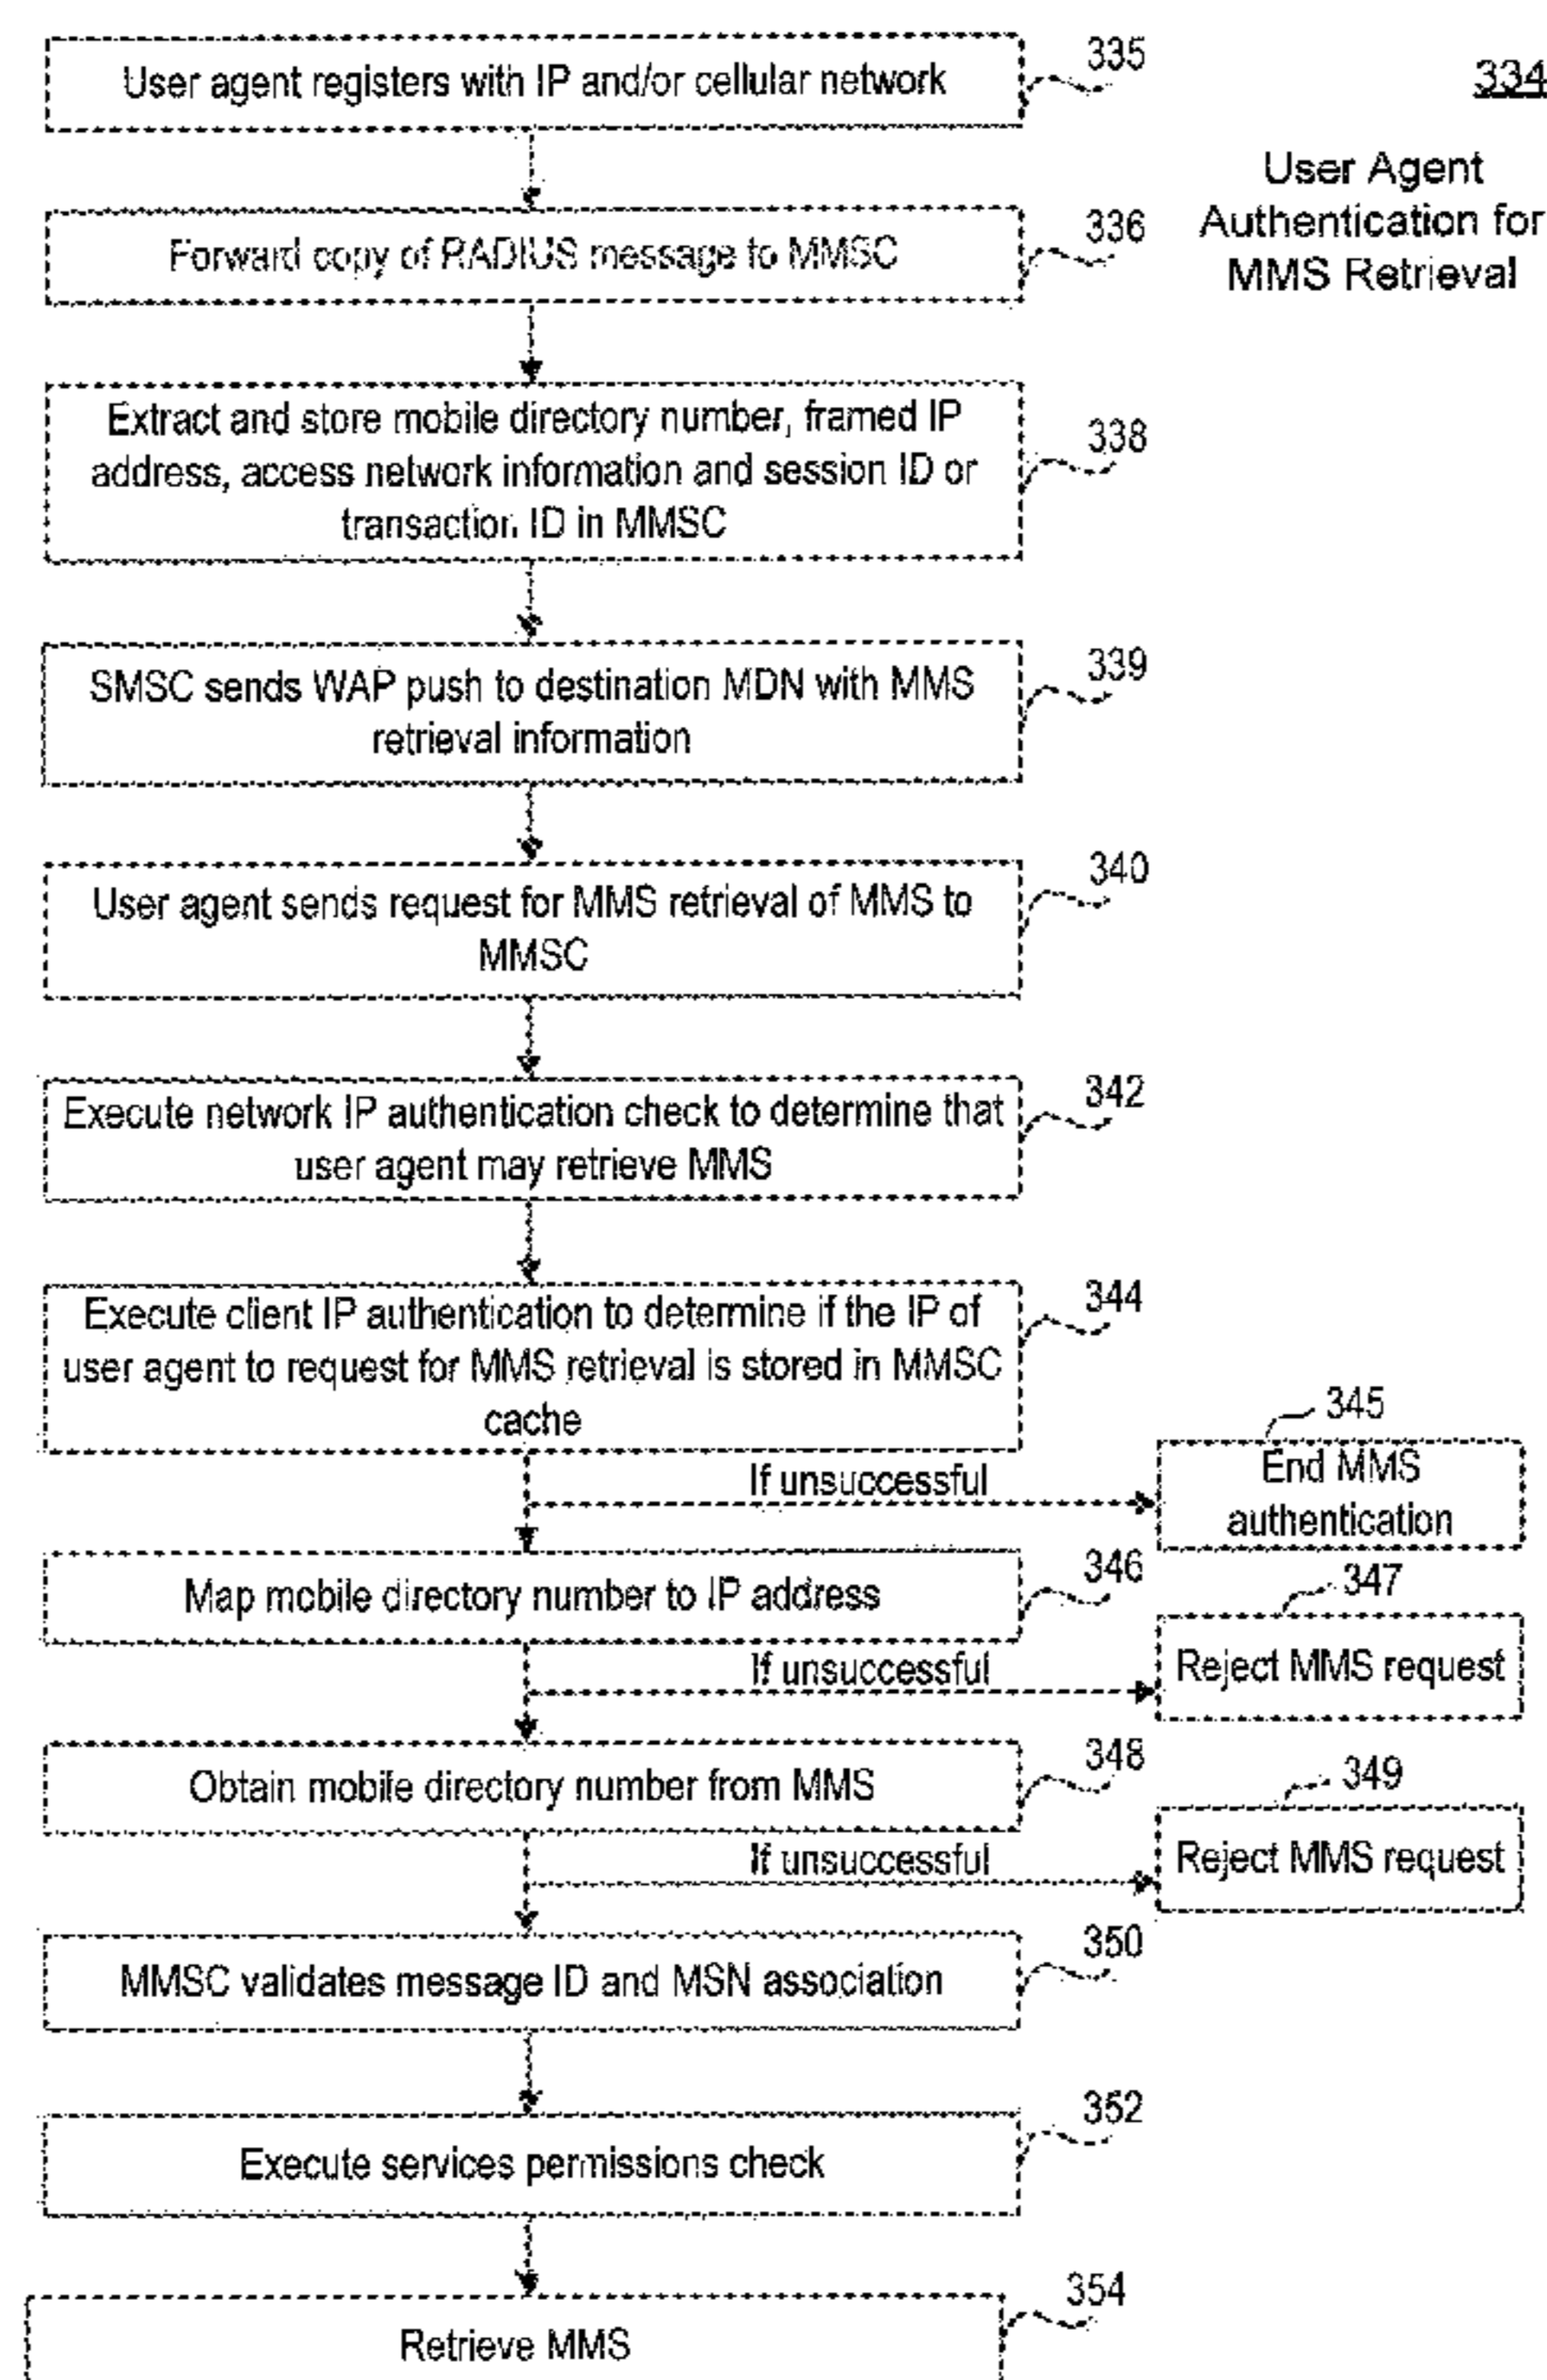 334
User Agent
Authentication for
MMS Retrieval
User agent registers with IP and/or cellular network
335
Forward copy of RADIUS message to MMSC
336
Extract and store mobile directory number, framed IP
address, access network information and session ID or
transaction ID in MMSC
338
SMSC sends WAP push to destination MDN with MMS
retrieval information
339
User agent sends request for MMS retrieval of MMS to
MMSC
340
Execute network IP authentication check to determine that
user agent may retrieve MMS
342
Execute client IP authentication to determine if the IP of
user agent to request for MMS retrieval is stored in MMSC
cache
344
If unsuccessful
345
End MMS
authentication
Map mobile directory number to IP address
346
If unsuccessful
347
Reject MMS request
Obtain mobile directory number from MMS
348
If unsuccessful
349
Reject MMS request
MMSC validates message ID and MSN association
350
Execute services permissions check
352
Retrieve MMS
354